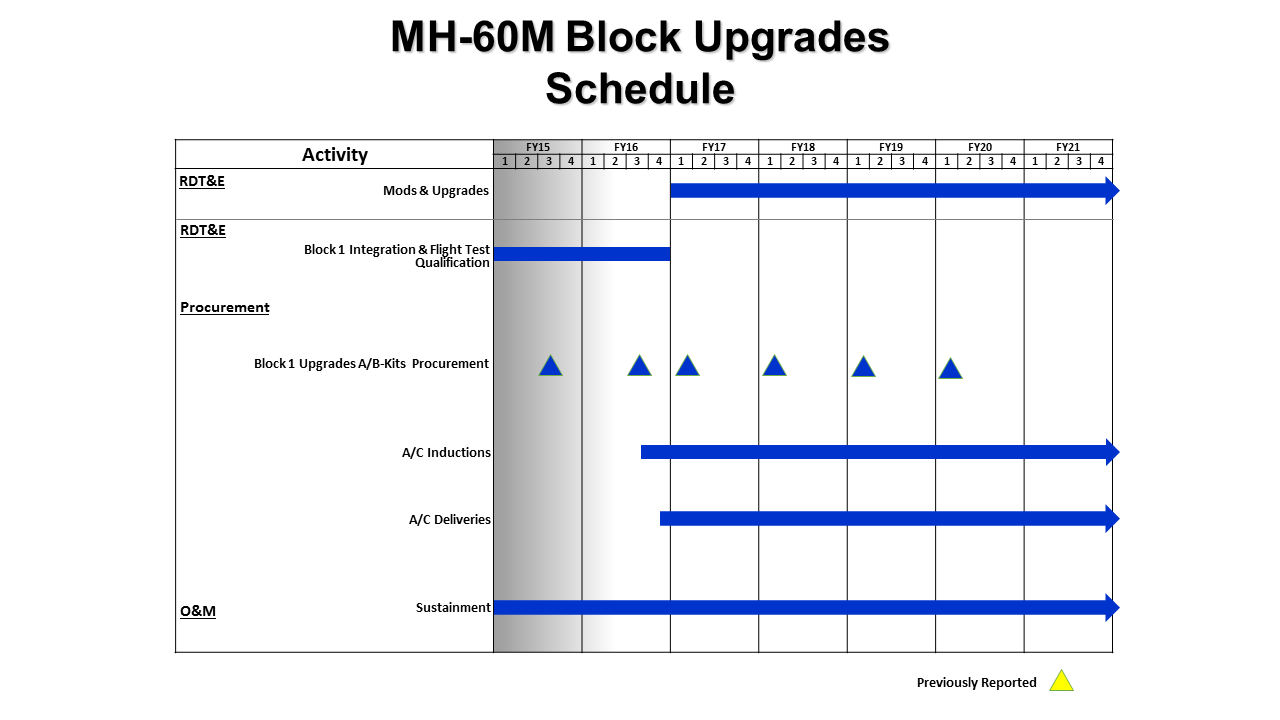 MH-60M Block Upgrades
Schedule
Activity
FY15 FY16 FY17 FY18 FY19 FY20 FY21
1 2 3 4 1 2 3 4 1 2 3 4 1 2 3 4 1 2 3 4 1 2 3 4 1 2 3 4
RDT&E
Mods & Upgrades
RDT&E
Block 1 Integration & Flight Test
Qualification
Procurement
Block 1 Upgrades A/B-Kits Procurement
A/C Inductions
A/C Deliveries
O&M
Sustainment
Previously Reported